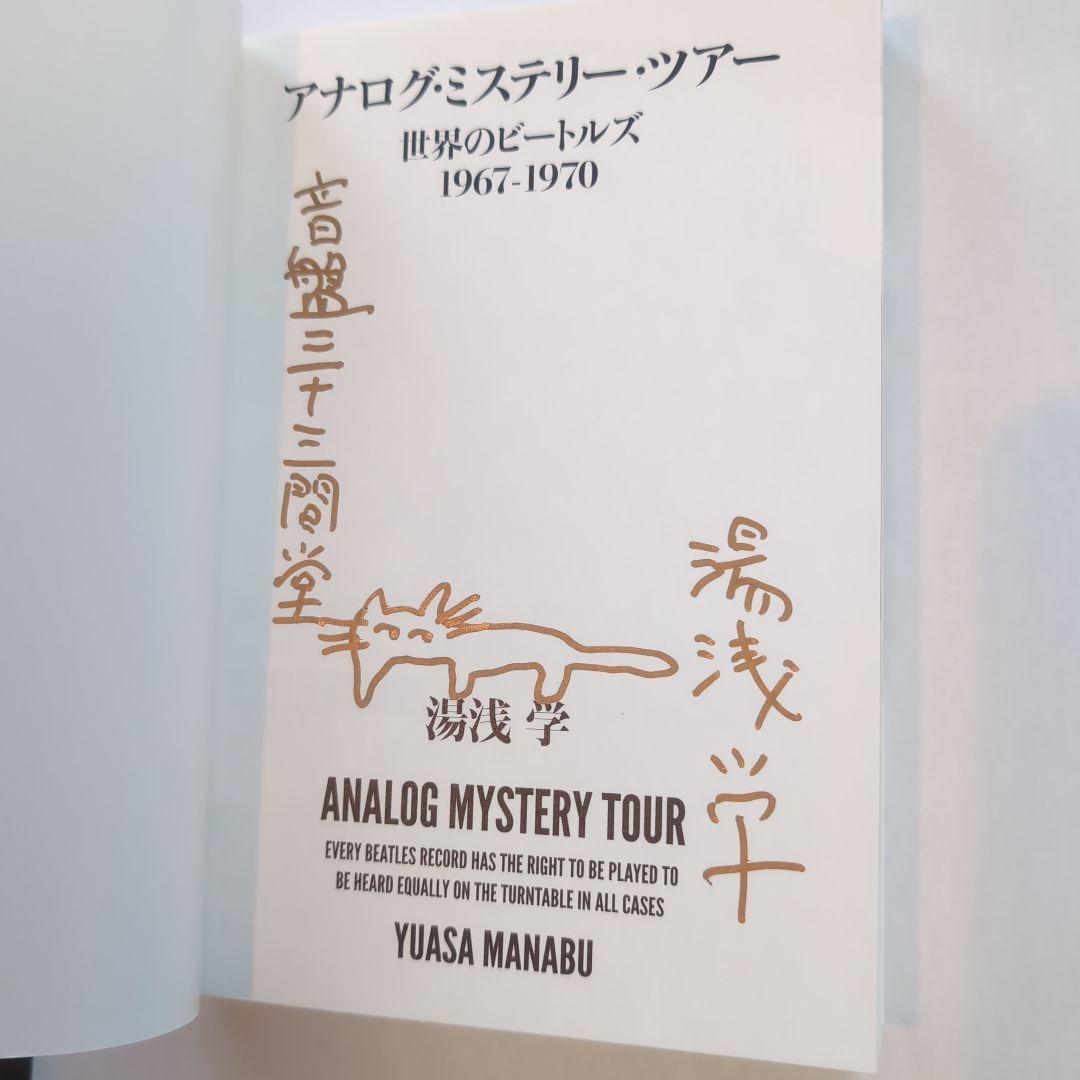 アナログ・ミステリー・ツアー
世界のビートルズ
1967-1970
音盤三十三間堂
湯浅学
湯浅 学
ANALOG MYSTERY TOUR
EVERY BEATLES RECORD HAS THE RIGHT TO BE PLAYED TO
BE HEARD EQUALLY ON THE TURNTABLE IN ALL CASES
YUASA MANABU